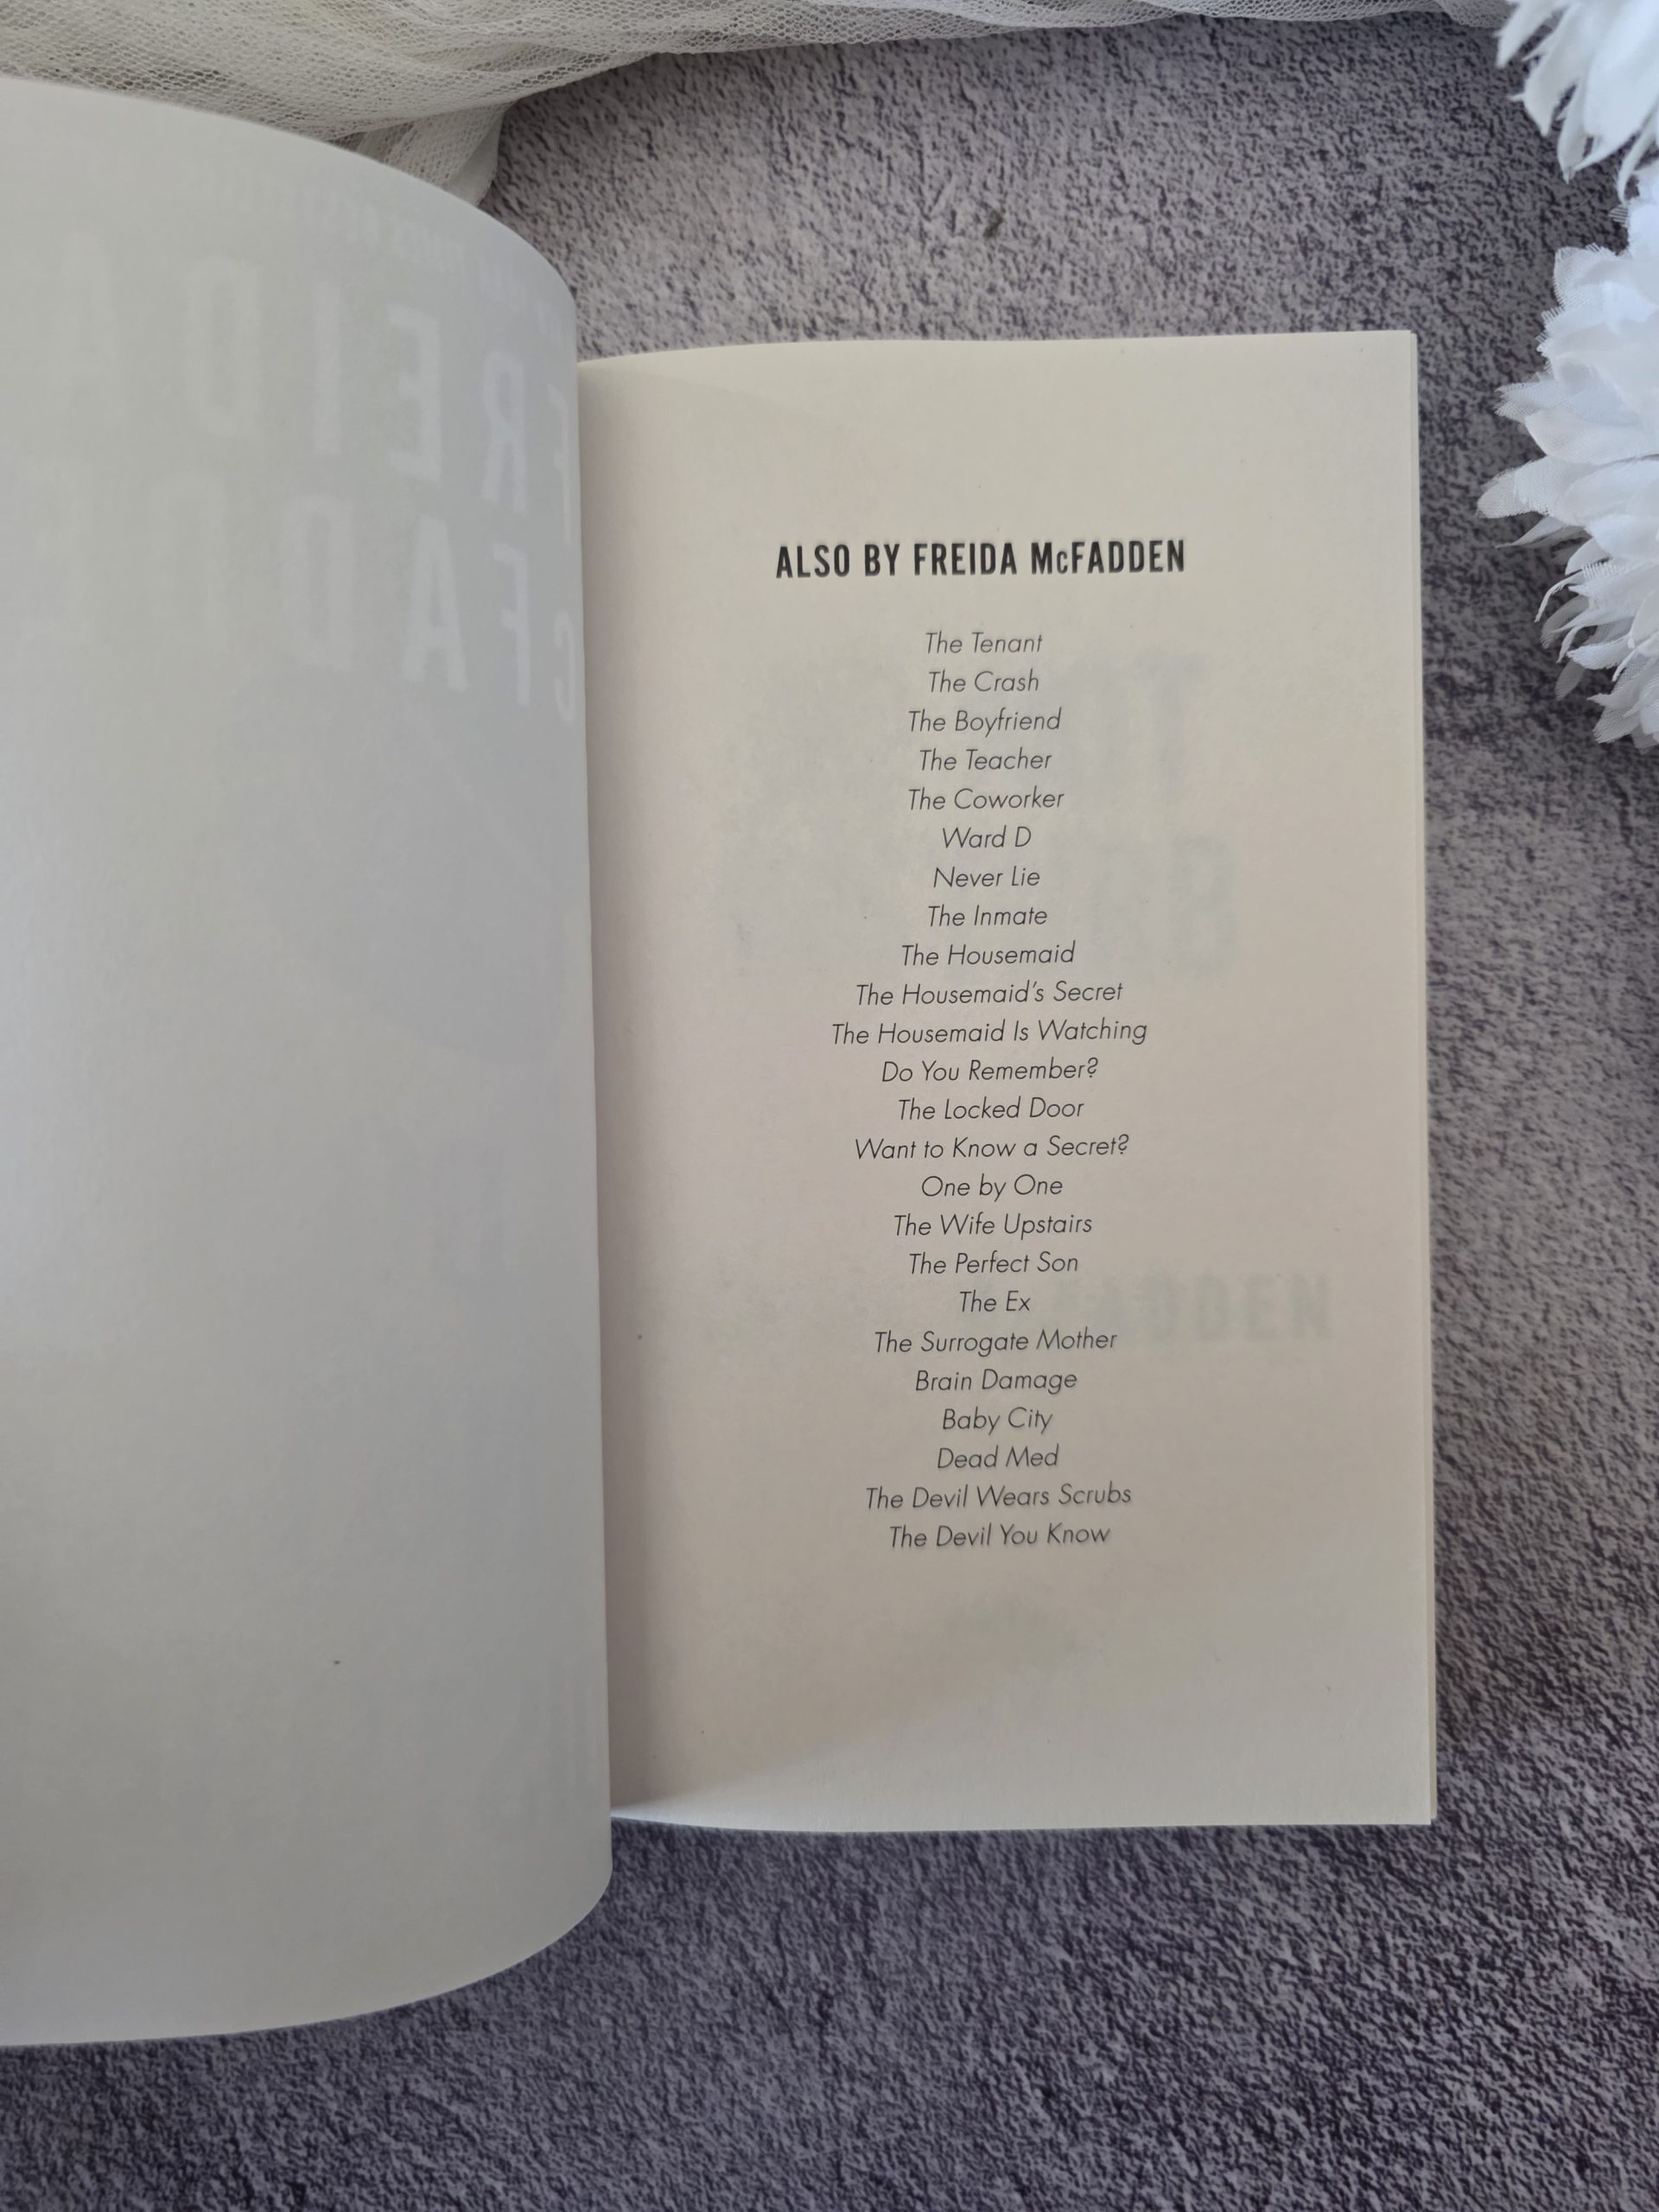 ALSO BY FREIDA McFADDEN
The Tenant
The Crash
The Boyfriend
The Teacher
The Coworker
Ward D
Never Lie
The Inmate
The Housemaid
The Housemaid's Secret
The Housemaid Is Watching
Do You Remember?
The Locked Door
Want to Know a Secret?
One by One
The Wife Upstairs
The Perfect Son
The Ex
The Surrogate Mother
Brain Damage
Baby City
Dead Med
The Devil Wears Scrubs
The Devil You Know